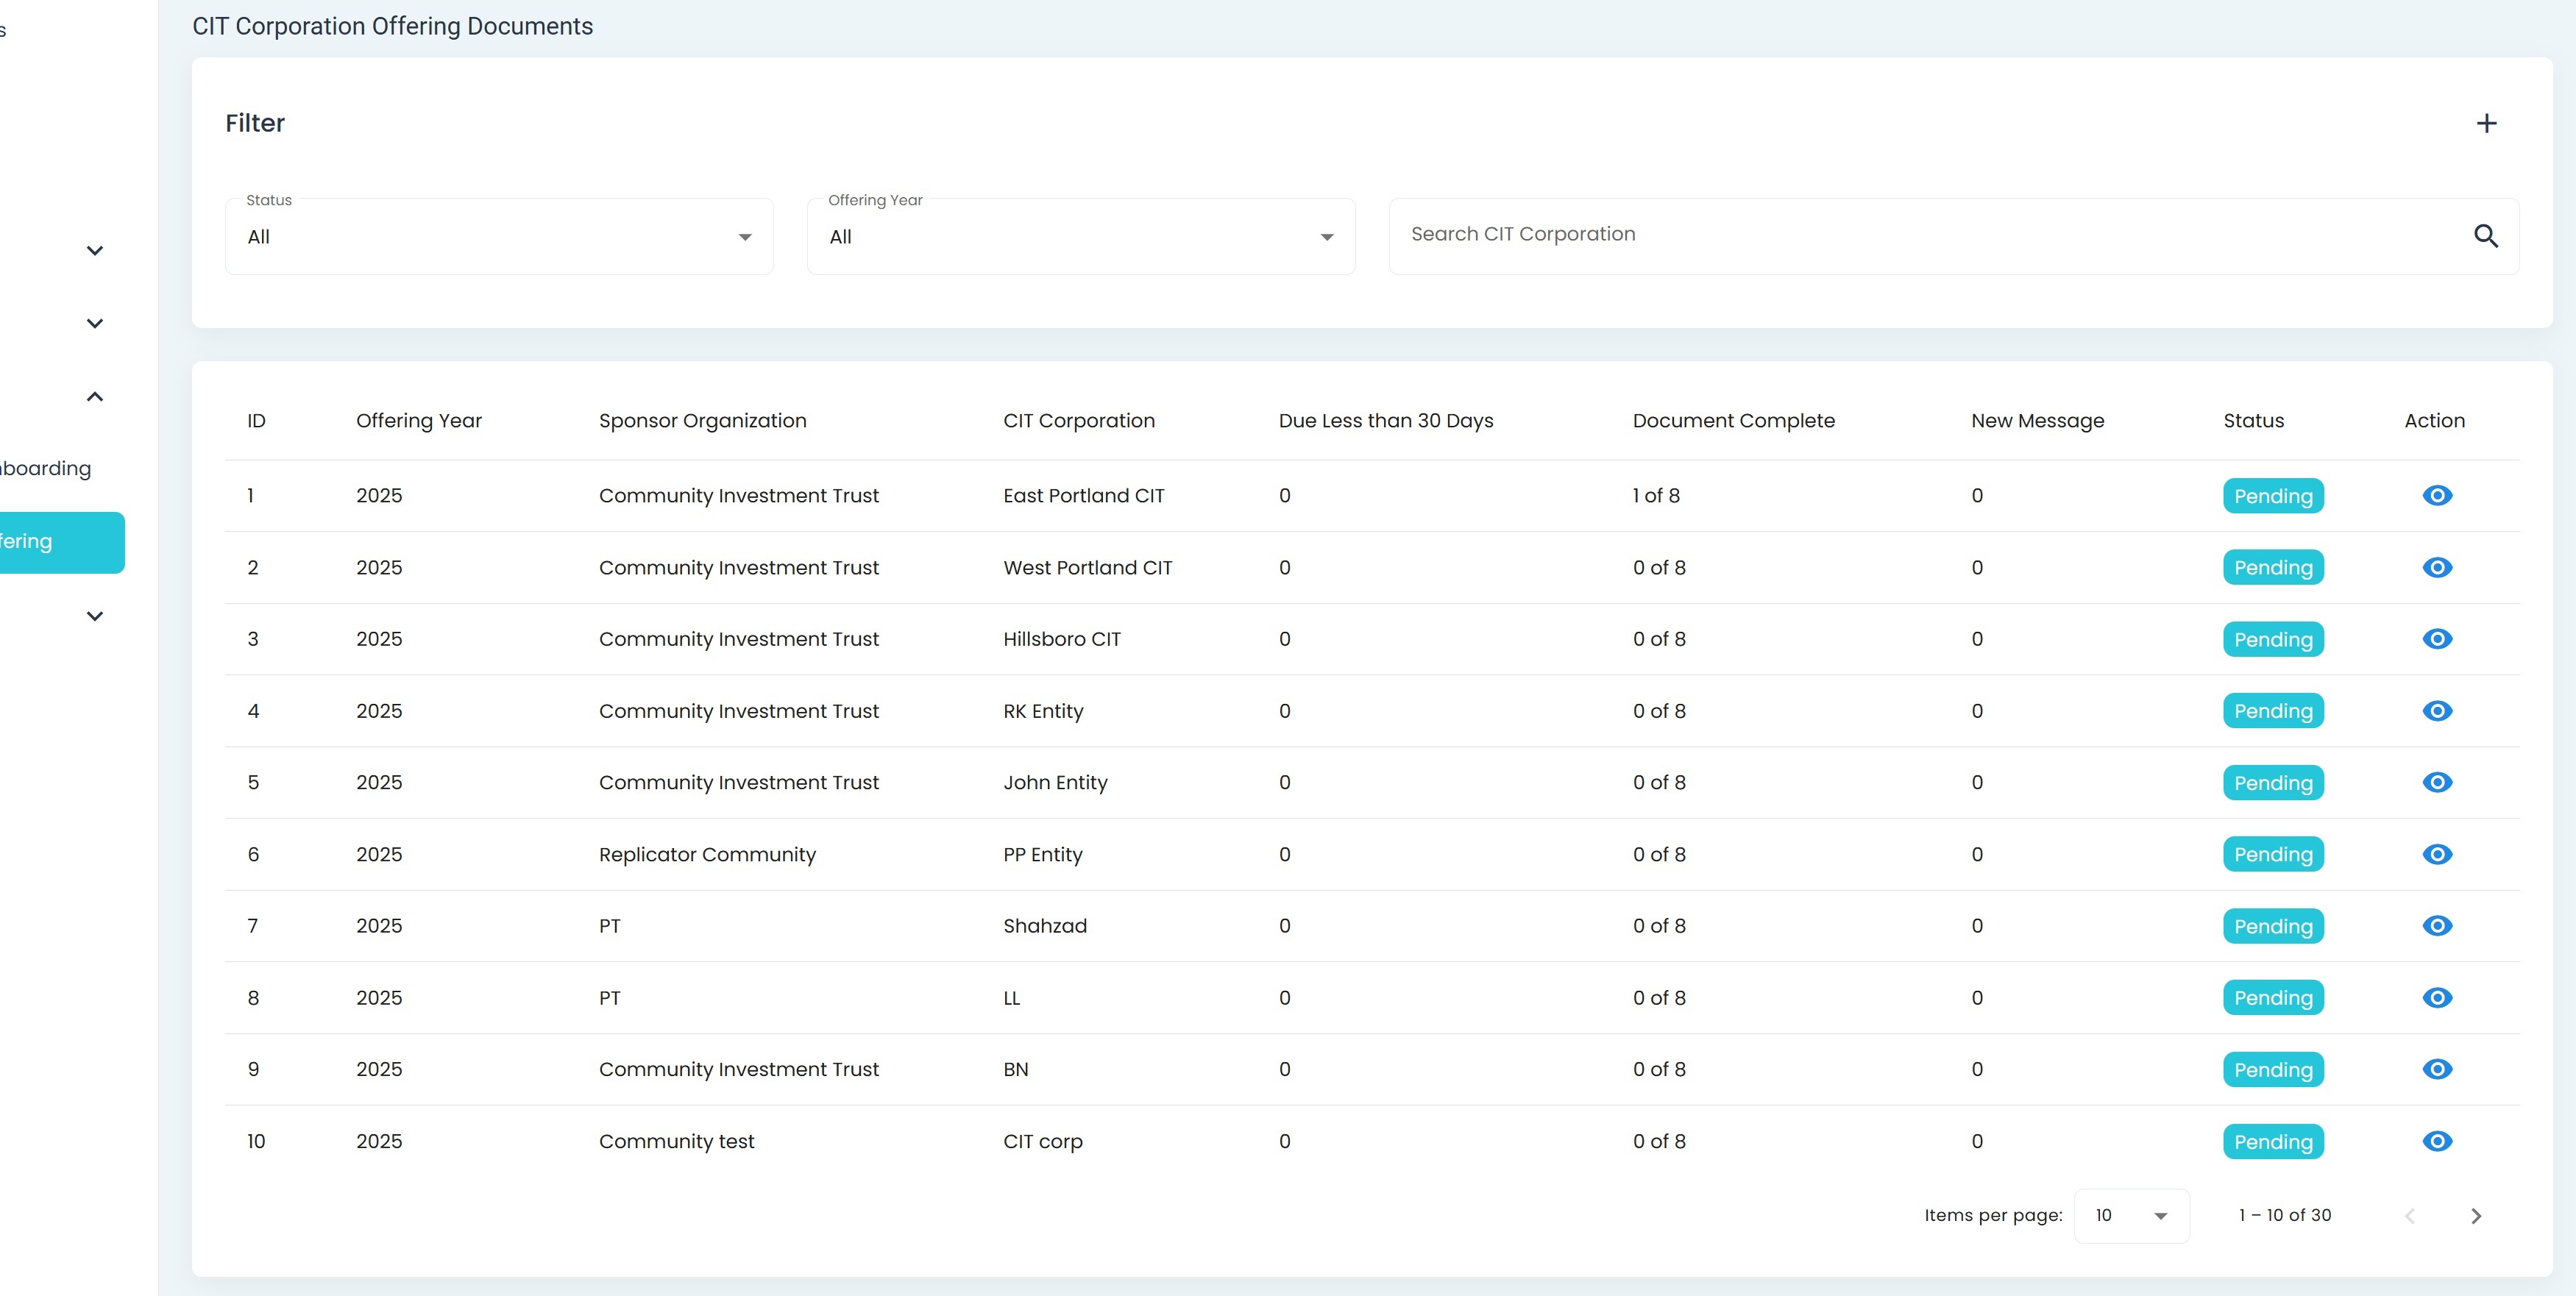 s
CIT Corporation Offering Documents
Filter
Status
All
Offering Year
All
Search CIT Corporation
nboarding
fering
ID Offering Year Sponsor Organization CIT Corporation Due Less than 30 Days Document Complete New Message Status Action
1 2025 Community Investment Trust East Portland CIT 0 1 of 8 0 Pending
2 2025 Community Investment Trust West Portland CIT 0 0 of 8 0 Pending
3 2025 Community Investment Trust Hillsboro CIT 0 0 of 8 0 Pending
4 2025 Community Investment Trust RK Entity 0 0 of 8 0 Pending
5 2025 Community Investment Trust John Entity 0 0 of 8 0 Pending
6 2025 Replicator Community PP Entity 0 0 of 8 0 Pending
7 2025 PT Shahzad 0 0 of 8 0 Pending
8 2025 PT LL 0 0 of 8 0 Pending
9 2025 Community Investment Trust BN 0 0 of 8 0 Pending
10 2025 Community test CIT corp 0 0 of 8 0 Pending
Items per page: 10 1 – 10 of 30